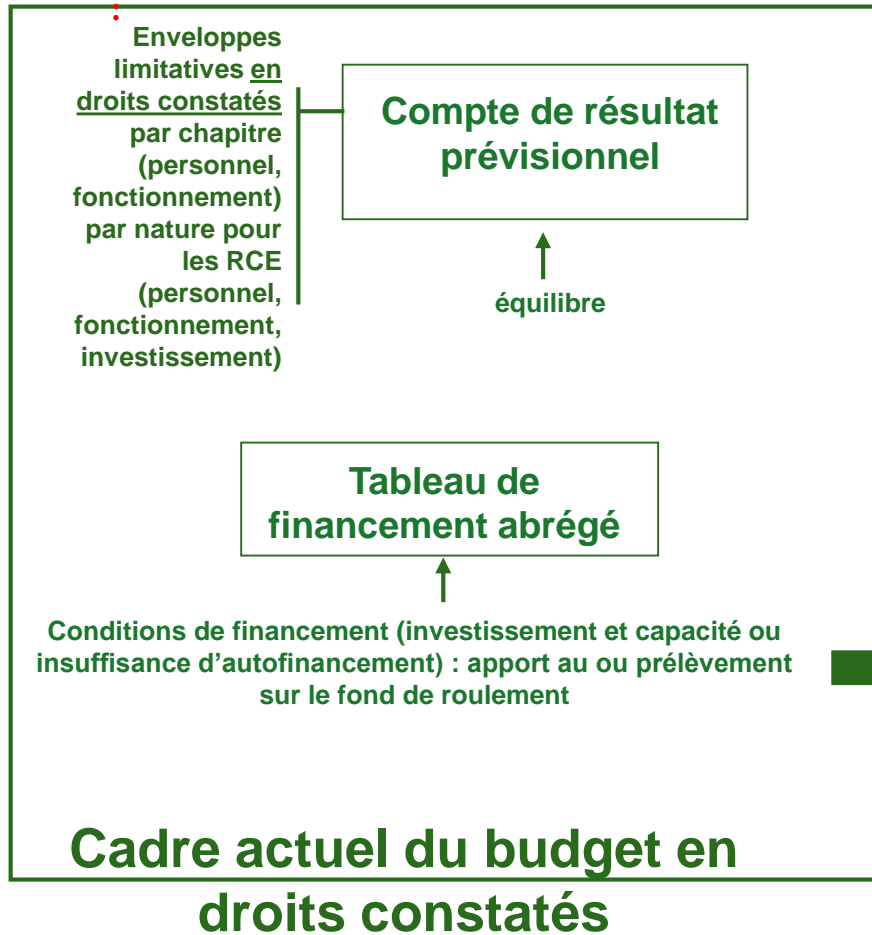 :
Enveloppes
limitatives en
droits constatés
par chapitre
(personnel,
fonctionnement)
par nature pour
les RCE
(personnel,
fonctionnement,
investissement)
Compte de résultat
prévisionnel
équilibre
Tableau de
financement abrégé
Conditions de financement (investissement et capacité ou
insuffisance d'autofinancement) : apport au ou prélèvement
sur le fond de roulement
Cadre actuel du budget en
droits constatés